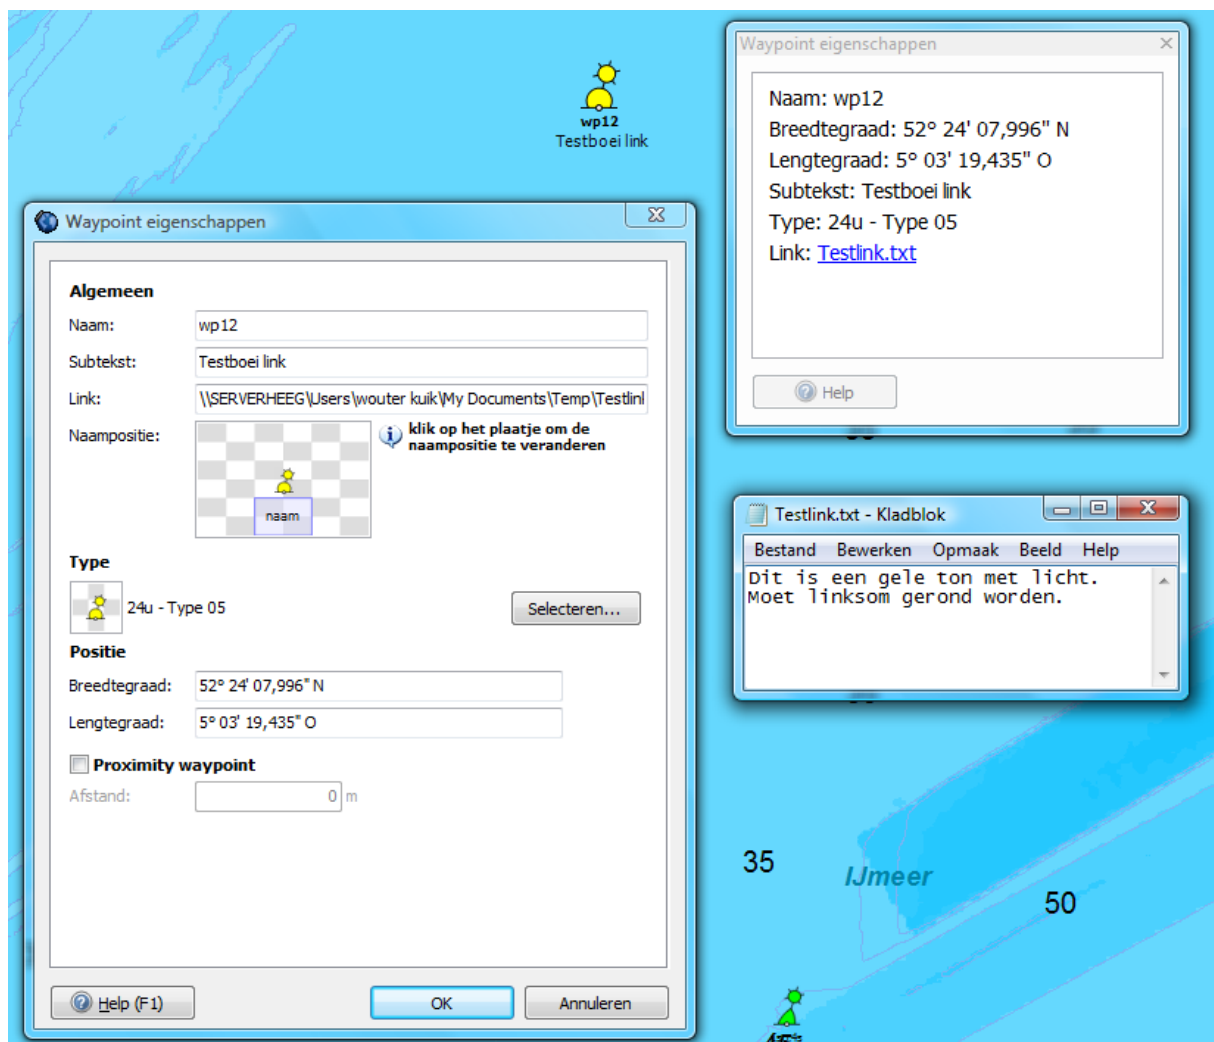 wp12
Testboei link
Waypoint eigenschappen
Naam: wp12
Breedtegraad: 52° 24' 07,996" N
Lengtegraad: 5° 03' 19,435" O
Subtekst: Testboei link
Type: 24u - Type 05
Link: Testlink.txt
Help
Waypoint eigenschappen
Algemeen
Naam: wp12
Subtekst: Testboei link
Link: \\SERVERHEEG\Users\wouter kuik\My Documents\Temp\Testlinl
Naampositie:
klik op het plaatje om de
naampositie te veranderen
naam
Type
24u - Type 05
Selecteren...
Positie
Breedtegraad: 52° 24' 07,996" N
Lengtegraad: 5° 03' 19,435" O
Proximity waypoint
Afstand: 0 m
Help (F1)
OK
Annuleren
Testlink.txt - Kladblok
Bestand Bewerken Opmaak Beeld Help
Dit is een gele ton met licht.
Moet linksom gerond worden.
35
IJmeer
50